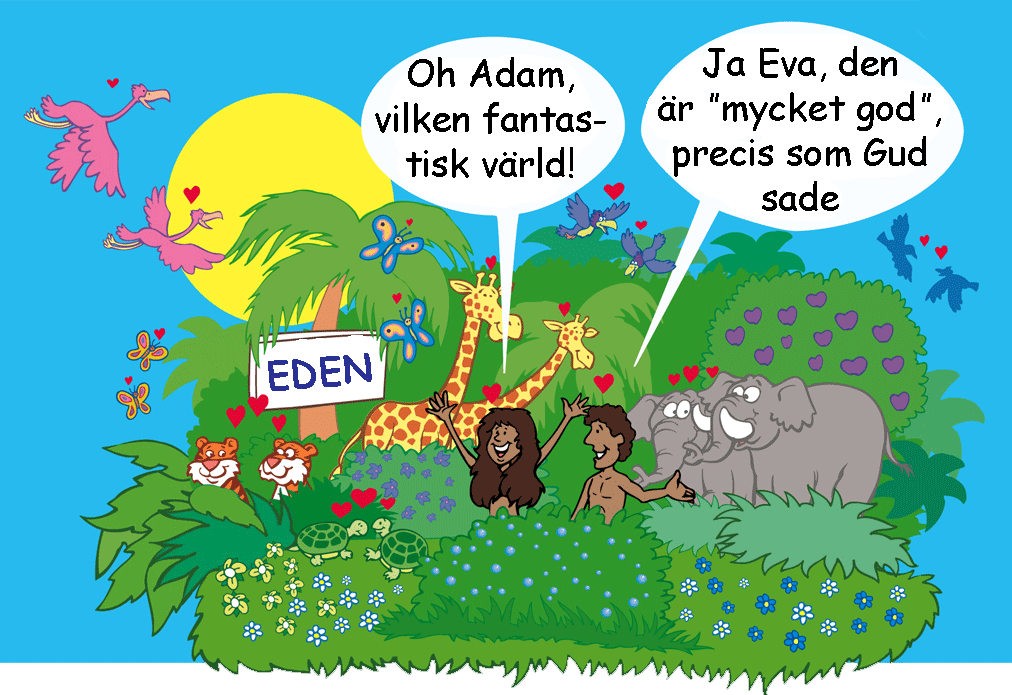 Oh Adam,
vilken fantas-
tisk värld!
Ja Eva, den
är ”mycket god”,
precis som Gud
sade
EDEN